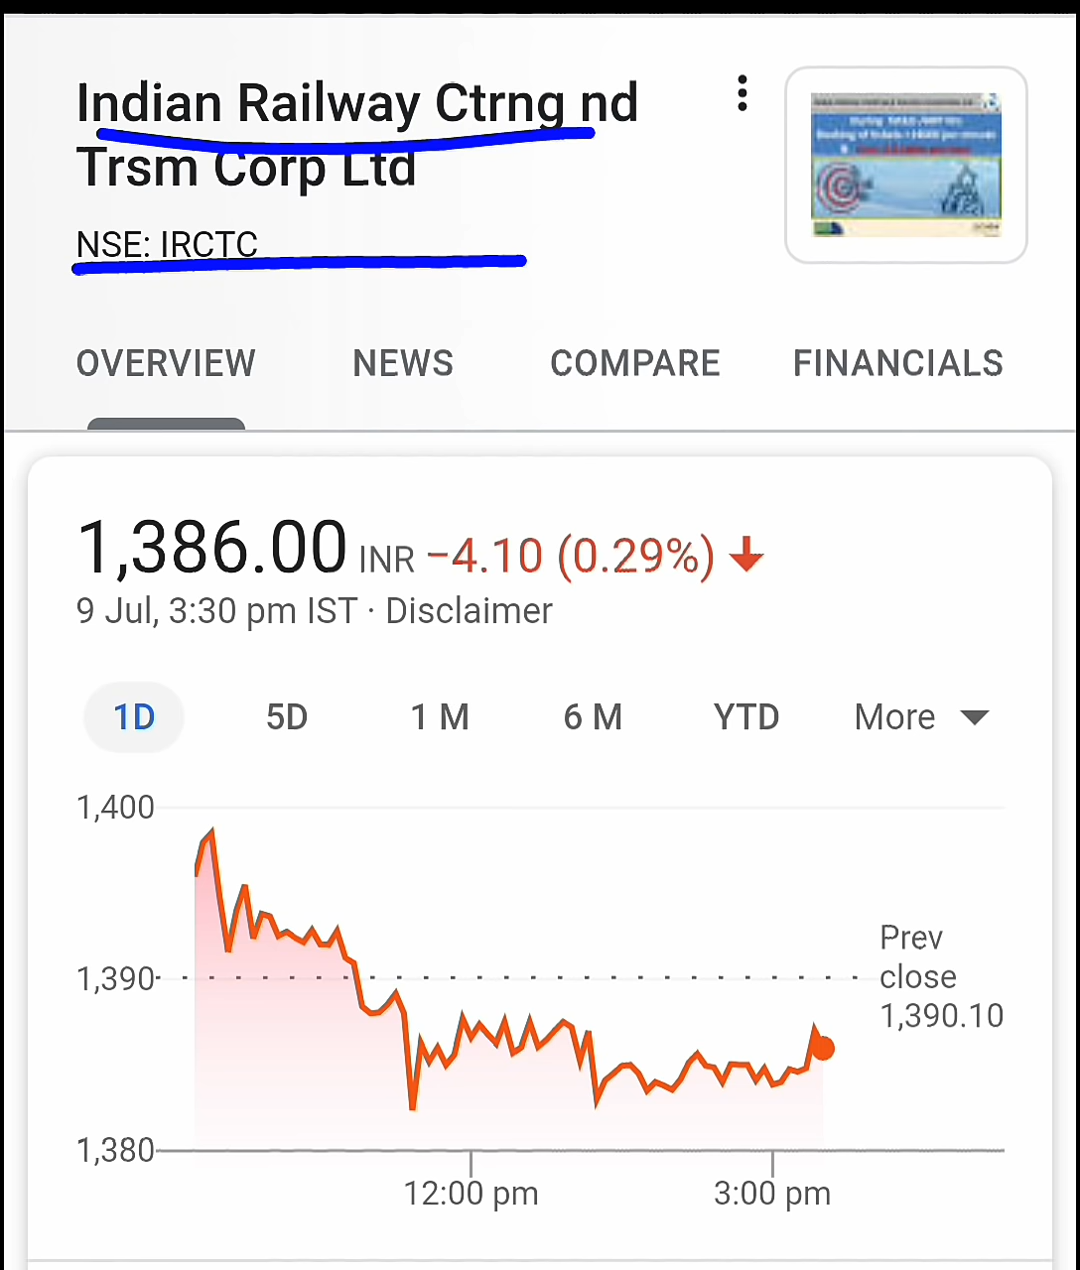 Indian Railway Ctrng nd
Trsm Corp Ltd
NSE: IRCTC
OVERVIEW NEWS COMPARE FINANCIALS
1,386.00 INR −4.10 (0.29%)
9 Jul, 3:30 pm IST · Disclaimer
1D 5D 1 M 6 M YTD More
1,400
1,390
Prev
close
1,390.10
1,380
12:00 pm 3:00 pm